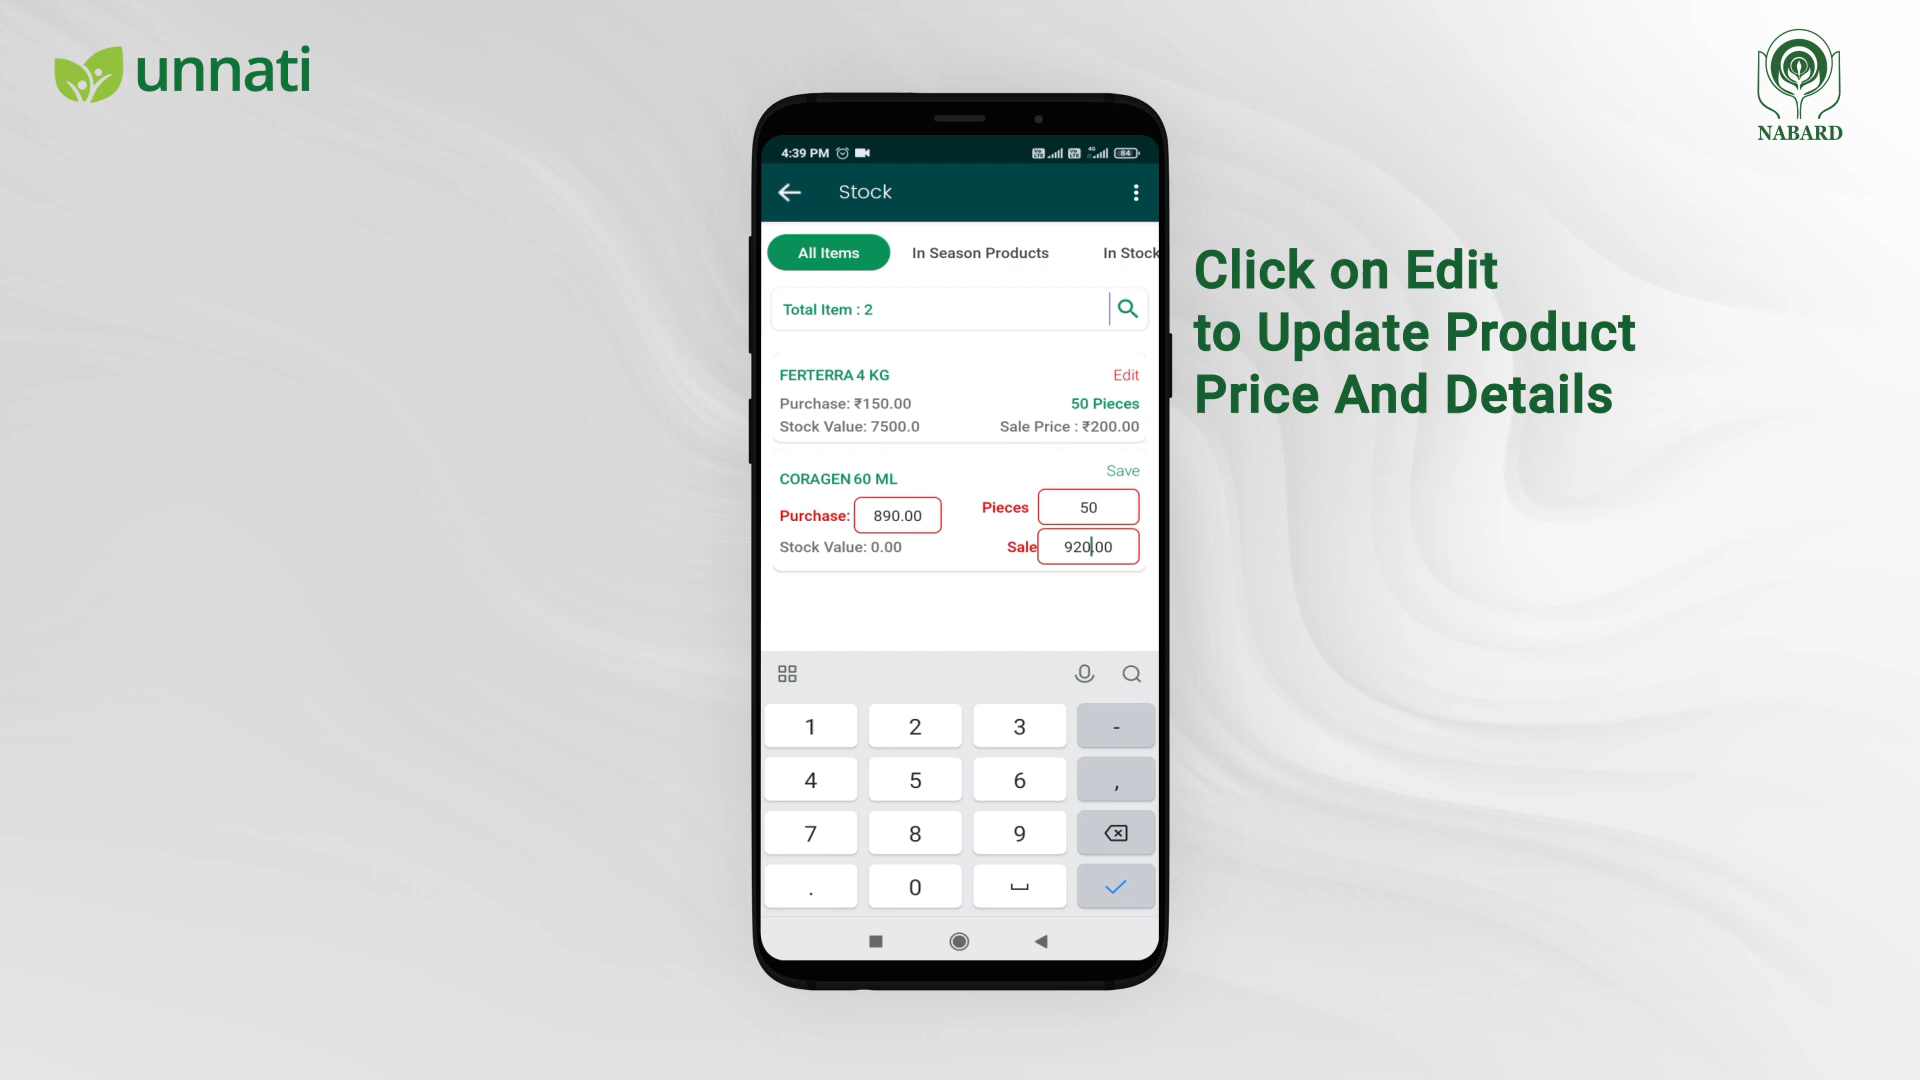 unnati
NABARD
4:39 PM
4G
84
Stock
All Items
In Season Products
In Stock
Total Item : 2
FERTERRA 4 KG
Edit
Purchase: ₹150.00
50 Pieces
Stock Value: 7500.0
Sale Price : ₹200.00
Save
CORAGEN 60 ML
Pieces 50
Purchase: 890.00
Stock Value: 0.00
Sale 920.00
Click on Edit
to Update Product
Price And Details
1 2 3 -
4 5 6 ,
7 8 9
. 0